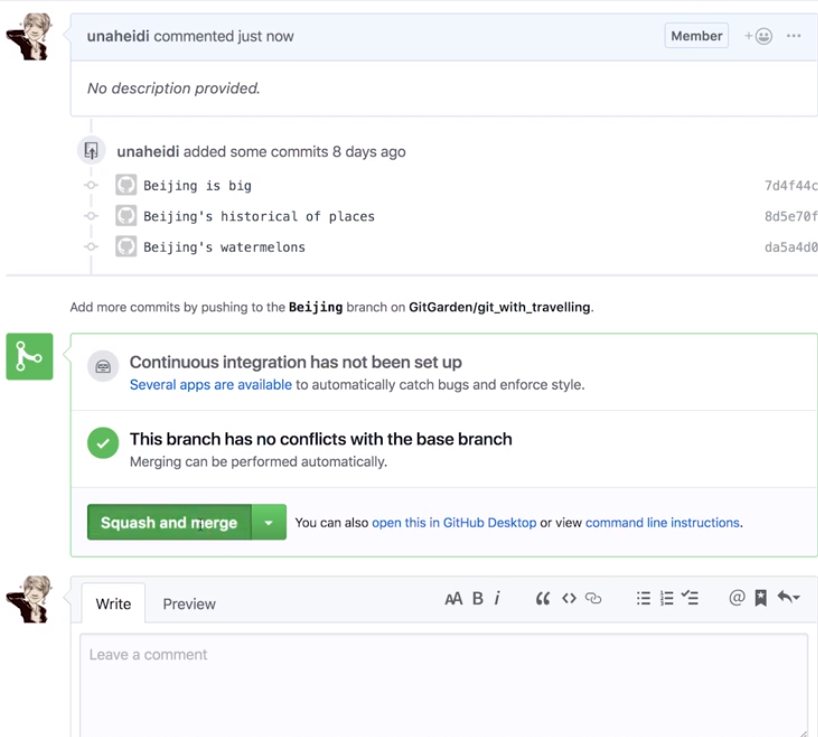 unaheidi commented just now
Member
No description provided.
unaheidi added some commits 8 days ago
Beijing is big 7d4f44c
Beijing's historical of places 8d5e70f
Beijing's watermelons da5a4d0
Add more commits by pushing to the Beijing branch on GitGarden/git_with_travelling.
Continuous integration has not been set up
Several apps are available to automatically catch bugs and enforce style.
This branch has no conflicts with the base branch
Merging can be performed automatically.
Squash and merge
You can also open this in GitHub Desktop or view command line instructions.
Write Preview AA B i
Leave a comment